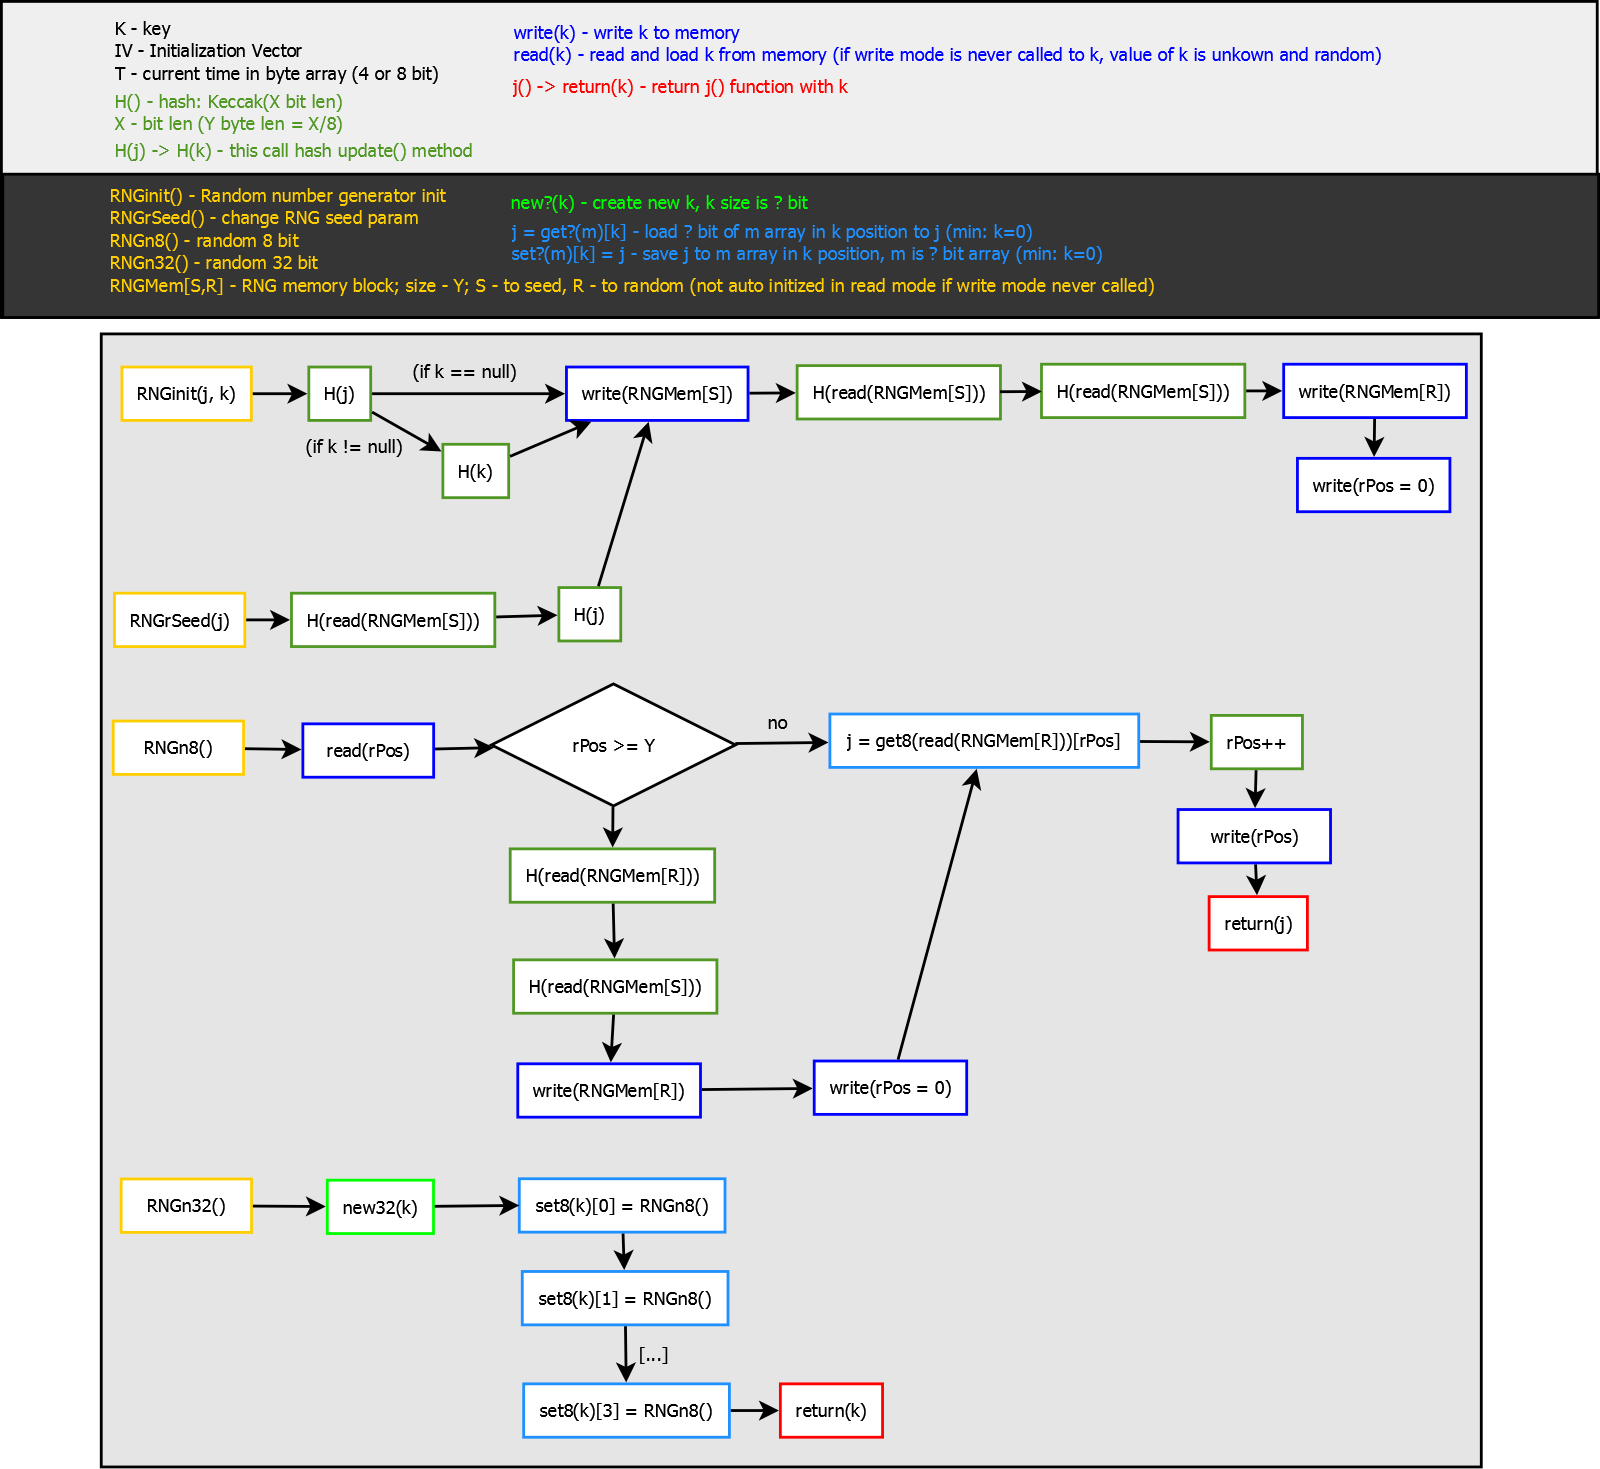 K - key
IV - Initialization Vector
T - current time in byte array (4 or 8 bit)
H() - hash: Keccak(X bit len)
X - bit len (Y byte len = X/8)
H(j) -> H(k) - this call hash update() method
write(k) - write k to memory
read(k) - read and load k from memory (if write mode is never called to k, value of k is unkown and random)
j() -> return(k) - return j() function with k
RNGinit() - Random number generator init
RNGrSeed() - change RNG seed param
RNGn8() - random 8 bit
RNGn32() - random 32 bit
RNGMem[S,R] - RNG memory block; size - Y; S - to seed, R - to random (not auto initized in read mode if write mode never called)
new?(k) - create new k, k size is ? bit
j = get?(m)[k] - load ? bit of m array in k position to j (min: k=0)
set?(m)[k] = j - save j to m array in k position, m is ? bit array (min: k=0)
RNGinit(j, k)
H(j)
(if k == null)
(if k != null)
H(k)
write(RNGMem[S])
H(read(RNGMem[S]))
H(read(RNGMem[S]))
write(RNGMem[R])
write(rPos = 0)
RNGrSeed(j)
H(read(RNGMem[S]))
H(j)
RNGn8()
read(rPos)
rPos >= Y
no
j = get8(read(RNGMem[R]))[rPos]
rPos++
write(rPos)
return(j)
H(read(RNGMem[R]))
H(read(RNGMem[S]))
write(RNGMem[R])
write(rPos = 0)
RNGn32()
new32(k)
set8(k)[0] = RNGn8()
set8(k)[1] = RNGn8()
[...]
set8(k)[3] = RNGn8()
return(k)